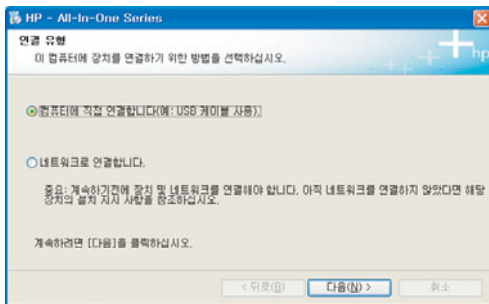 HP - All-In-One Series
연결 유형
이 컴퓨터에 장치를 연결하기 위한 방법을 선택하십시오.
hp
컴퓨터에 직접 연결합니다(예: USB 케이블 사용).
네트워크로 연결합니다.
중요: 계속하기전에 장치 및 네트워크를 연결해야 합니다. 아직 네트워크를 연결하지 않았다면 해당
장치의 설치 지시 사항을 참조하십시오.
계속하려면 [다음]을 클릭하십시오.
< 뒤로(B) 다음(N) > 취소